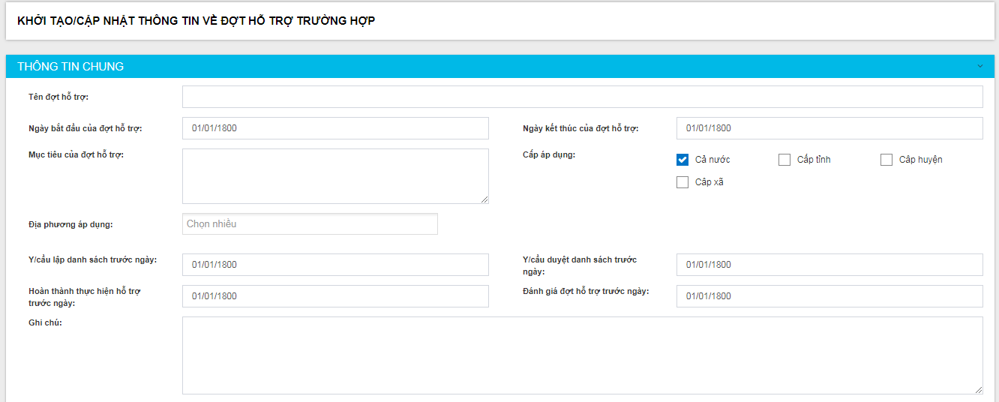 KHỞI TẠO/CẬP NHẬT THÔNG TIN VỀ ĐỢT HỖ TRỢ TRƯỜNG HỢP
THÔNG TIN CHUNG
Tên đợt hỗ trợ:
Ngày bắt đầu của đợt hỗ trợ:
01/01/1800
Ngày kết thúc của đợt hỗ trợ:
01/01/1800
Mục tiêu của đợt hỗ trợ:
Cấp áp dụng:
Cả nước
Cấp tỉnh
Câp huyện
Câp xã
Địa phương áp dụng:
Chọn nhiều
Y/cầu lập danh sách trước ngày:
01/01/1800
Y/cầu duyệt danh sách trước
ngày:
01/01/1800
Hoàn thành thực hiện hỗ trợ
trước ngày:
01/01/1800
Đánh giá đợt hỗ trợ trước ngày:
01/01/1800
Ghi chú: